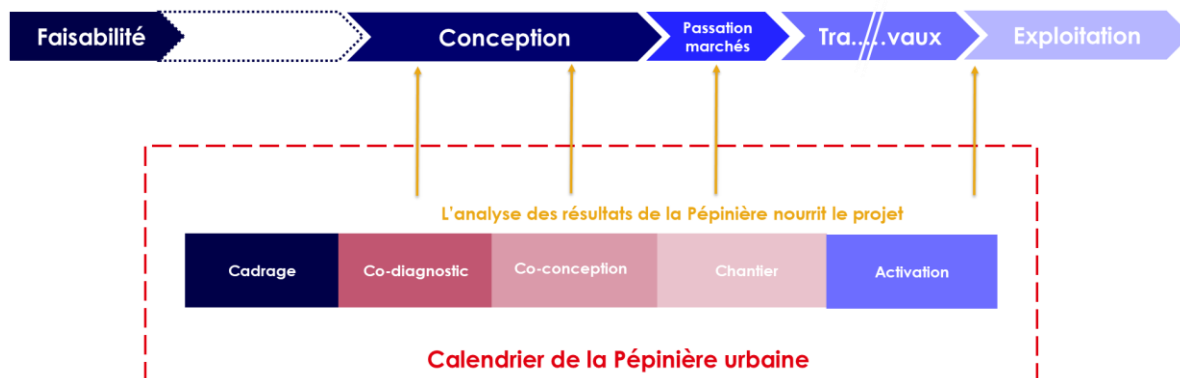 Faisabilité
Conception
Passation
marchés
Tra.....vaux
Exploitation
L'analyse des résultats de la Pépinière nourrit le projet
Cadrage
Co-diagnostic
Co-conception
Chantier
Activation
Calendrier de la Pépinière urbaine